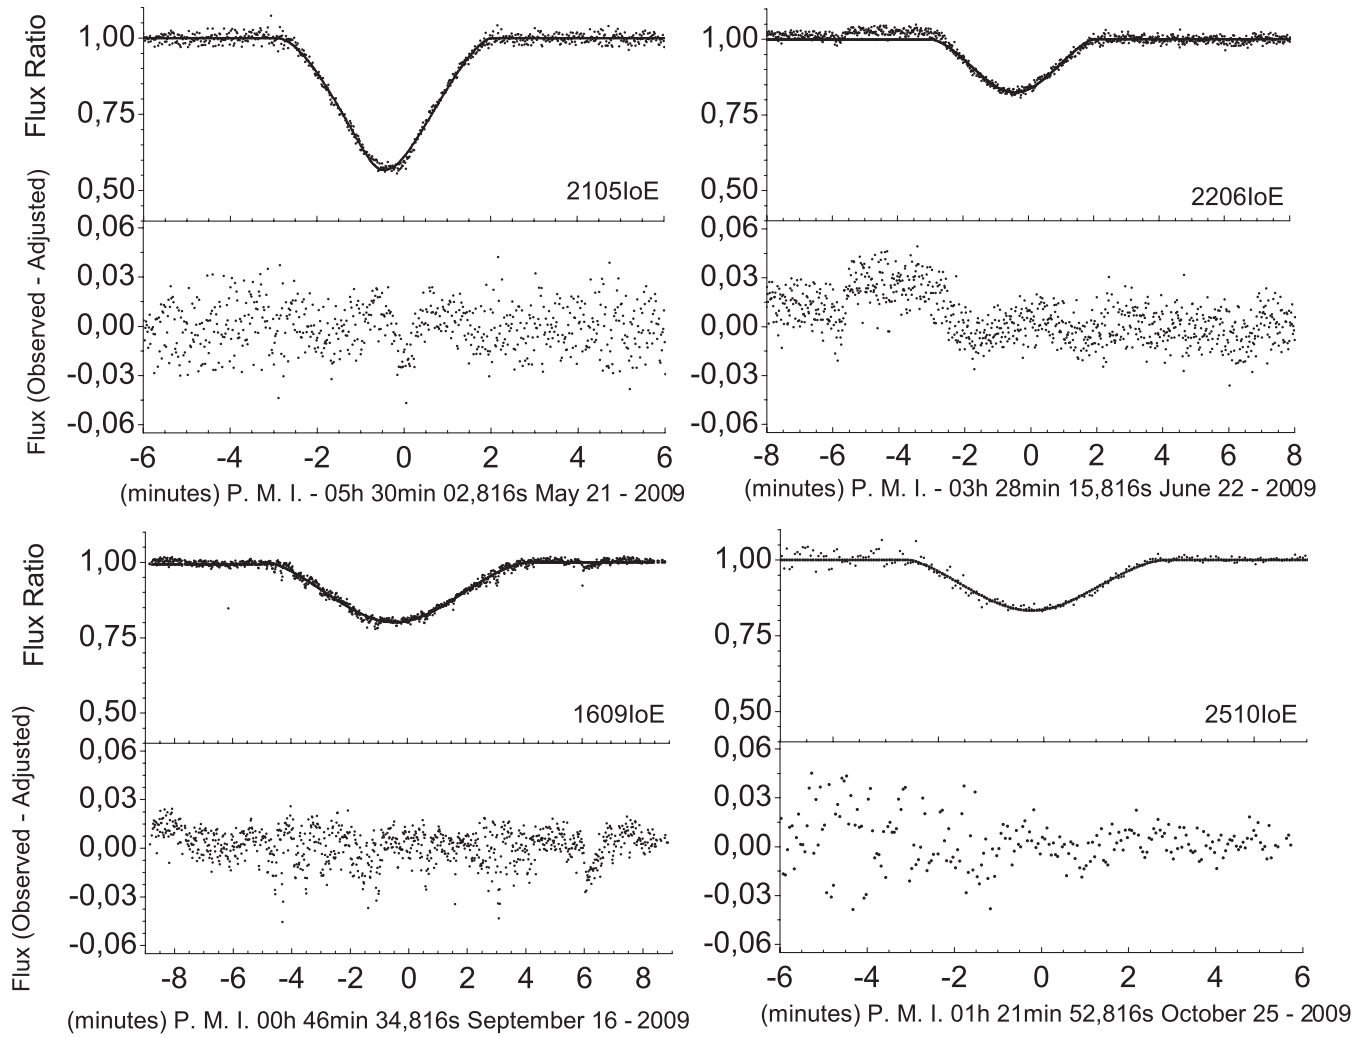 Flux Ratio
1,00
0,75
0,50
2105IoE
Flux (Observed - Adjusted)
0,06
0,03
0,00
-0,03
-0,06
-6 -4 -2 0 2 4 6
(minutes) P. M. I. - 05h 30min 02,816s May 21 - 2009
1,00
0,75
0,50
2206IoE
0,06
0,03
0,00
-0,03
-0,06
-8 -6 -4 -2 0 2 4 6 8
(minutes) P. M. I. - 03h 28min 15,816s June 22 - 2009
Flux Ratio
1,00
0,75
0,50
1609IoE
Flux (Observed - Adjusted)
0,06
0,03
0,00
-0,03
-0,06
-8 -6 -4 -2 0 2 4 6 8
(minutes) P. M. I. 00h 46min 34,816s September 16 - 2009
1,00
0,75
0,50
2510IoE
0,06
0,03
0,00
-0,03
-0,06
-6 -4 -2 0 2 4 6
(minutes) P. M. I. 01h 21min 52,816s October 25 - 2009